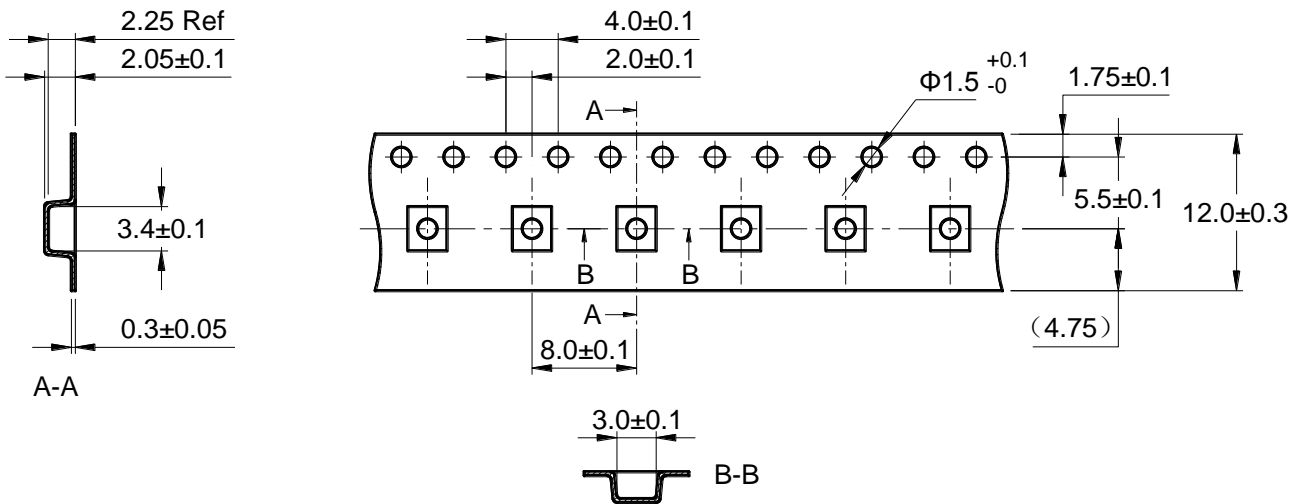 2.25 Ref
2.05±0.1
3.4±0.1
0.3±0.05
A-A
4.0±0.1
2.0±0.1
A
Φ1.5 +0.1 -0
1.75±0.1
5.5±0.1
12.0±0.3
B
B
A
8.0±0.1
（4.75）
3.0±0.1
B-B